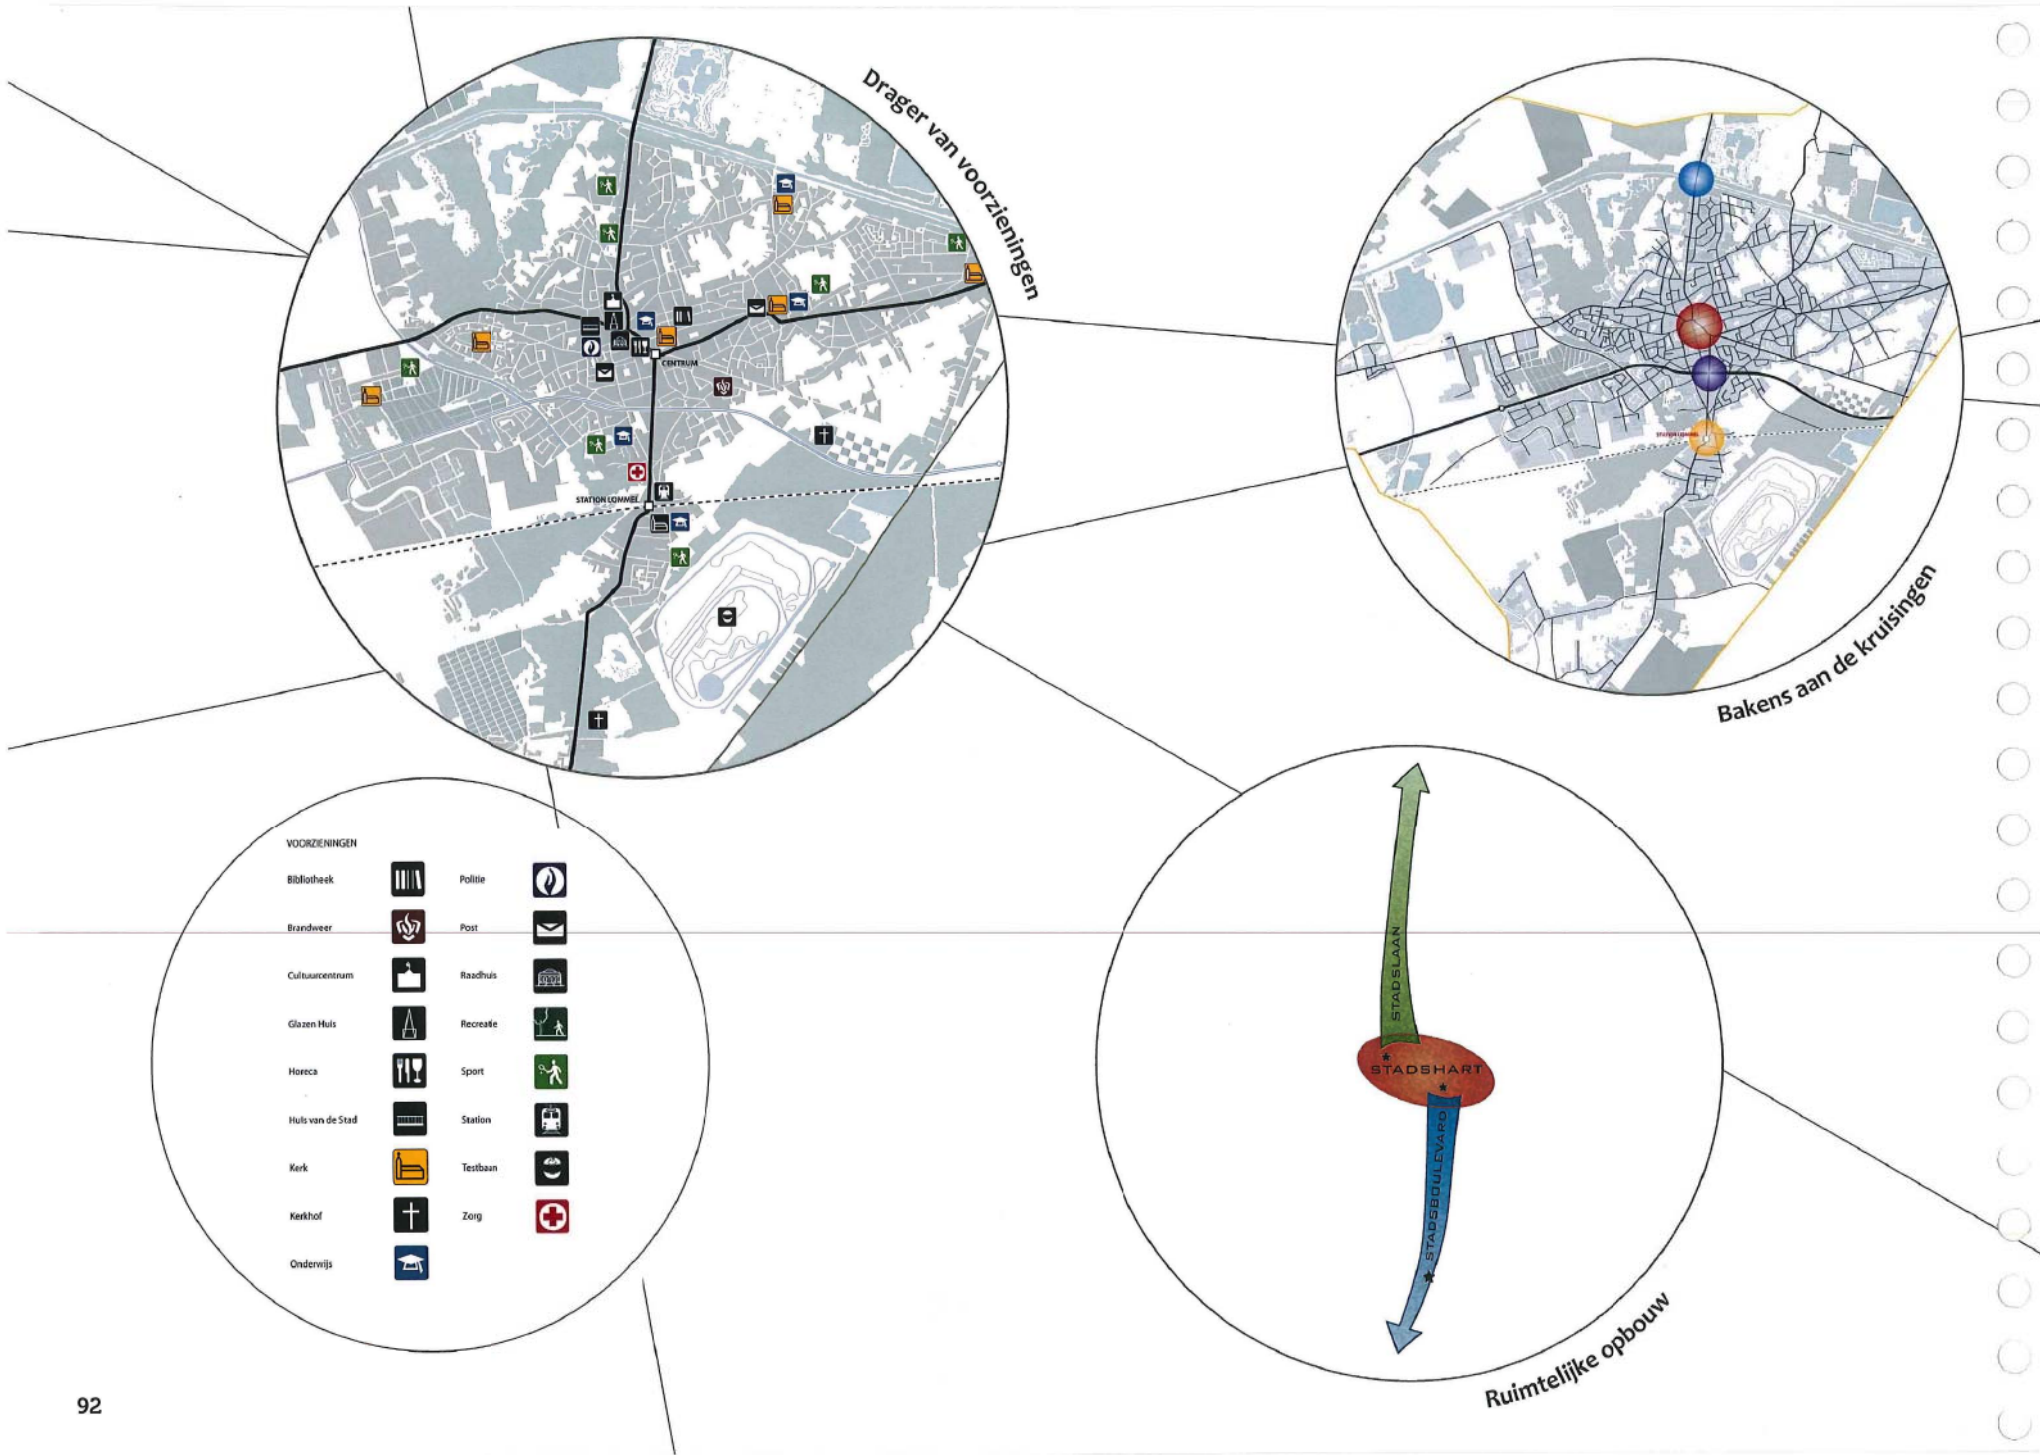 Drager van voorzieningen
CENTRUM
STATION LOMMEL
Bakens aan de kruisingen
STATION LOMMEL
VOORZIENINGEN
Bibliotheek
Politie
Brandweer
Post
Cultuurcentrum
Raadhuis
Glazen Huis
Recreatie
Horeca
Sport
Huis van de Stad
Station
Kerk
Testbaan
Kerkhof
Zorg
Onderwijs
STADSLAAN
STADSHART
STADSBOULEVARD
Ruimtelijke opbouw
92